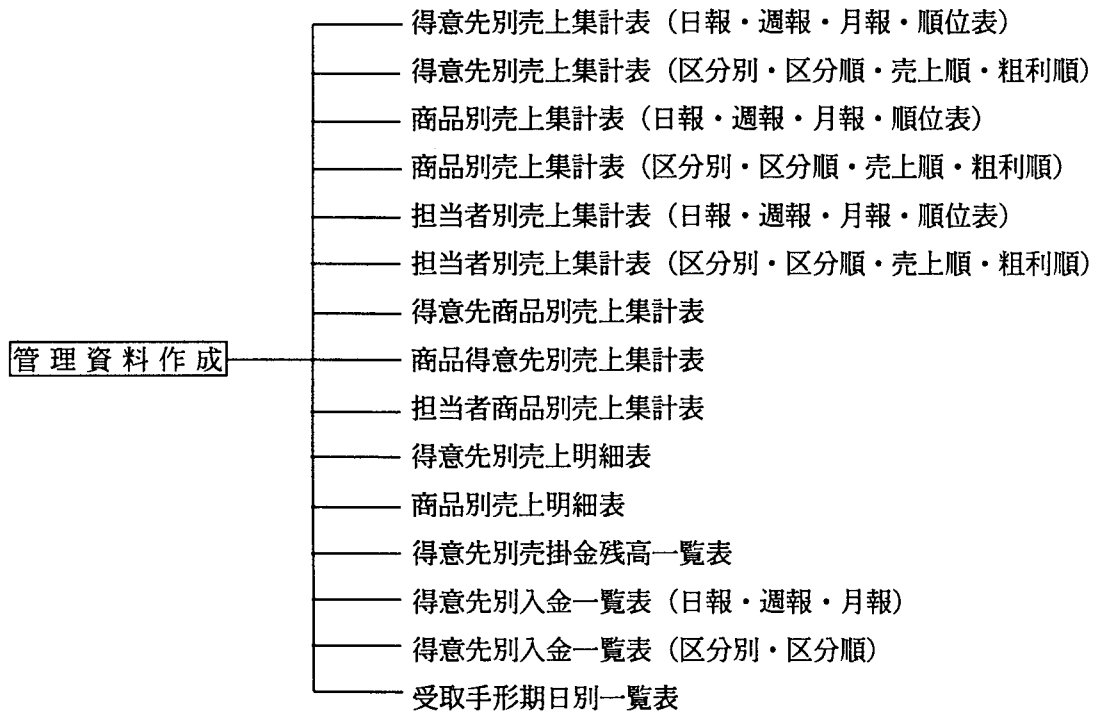 得意先別売上集計表（日報・週報・月報・順位表）
得意先別売上集計表（区分別・区分順・売上順・粗利順）
商品別売上集計表（日報・週報・月報・順位表）
商品別売上集計表（区分別・区分順・売上順・粗利順）
担当者別売上集計表（日報・週報・月報・順位表）
担当者別売上集計表（区分別・区分順・売上順・粗利順）
得意先商品別売上集計表
管理資料作成
商品得意先別売上集計表
担当者商品別売上集計表
得意先別売上明細表
商品別売上明細表
得意先別売掛金残高一覧表
得意先別入金一覧表（日報・週報・月報）
得意先別入金一覧表（区分別・区分順）
受取手形期日別一覧表